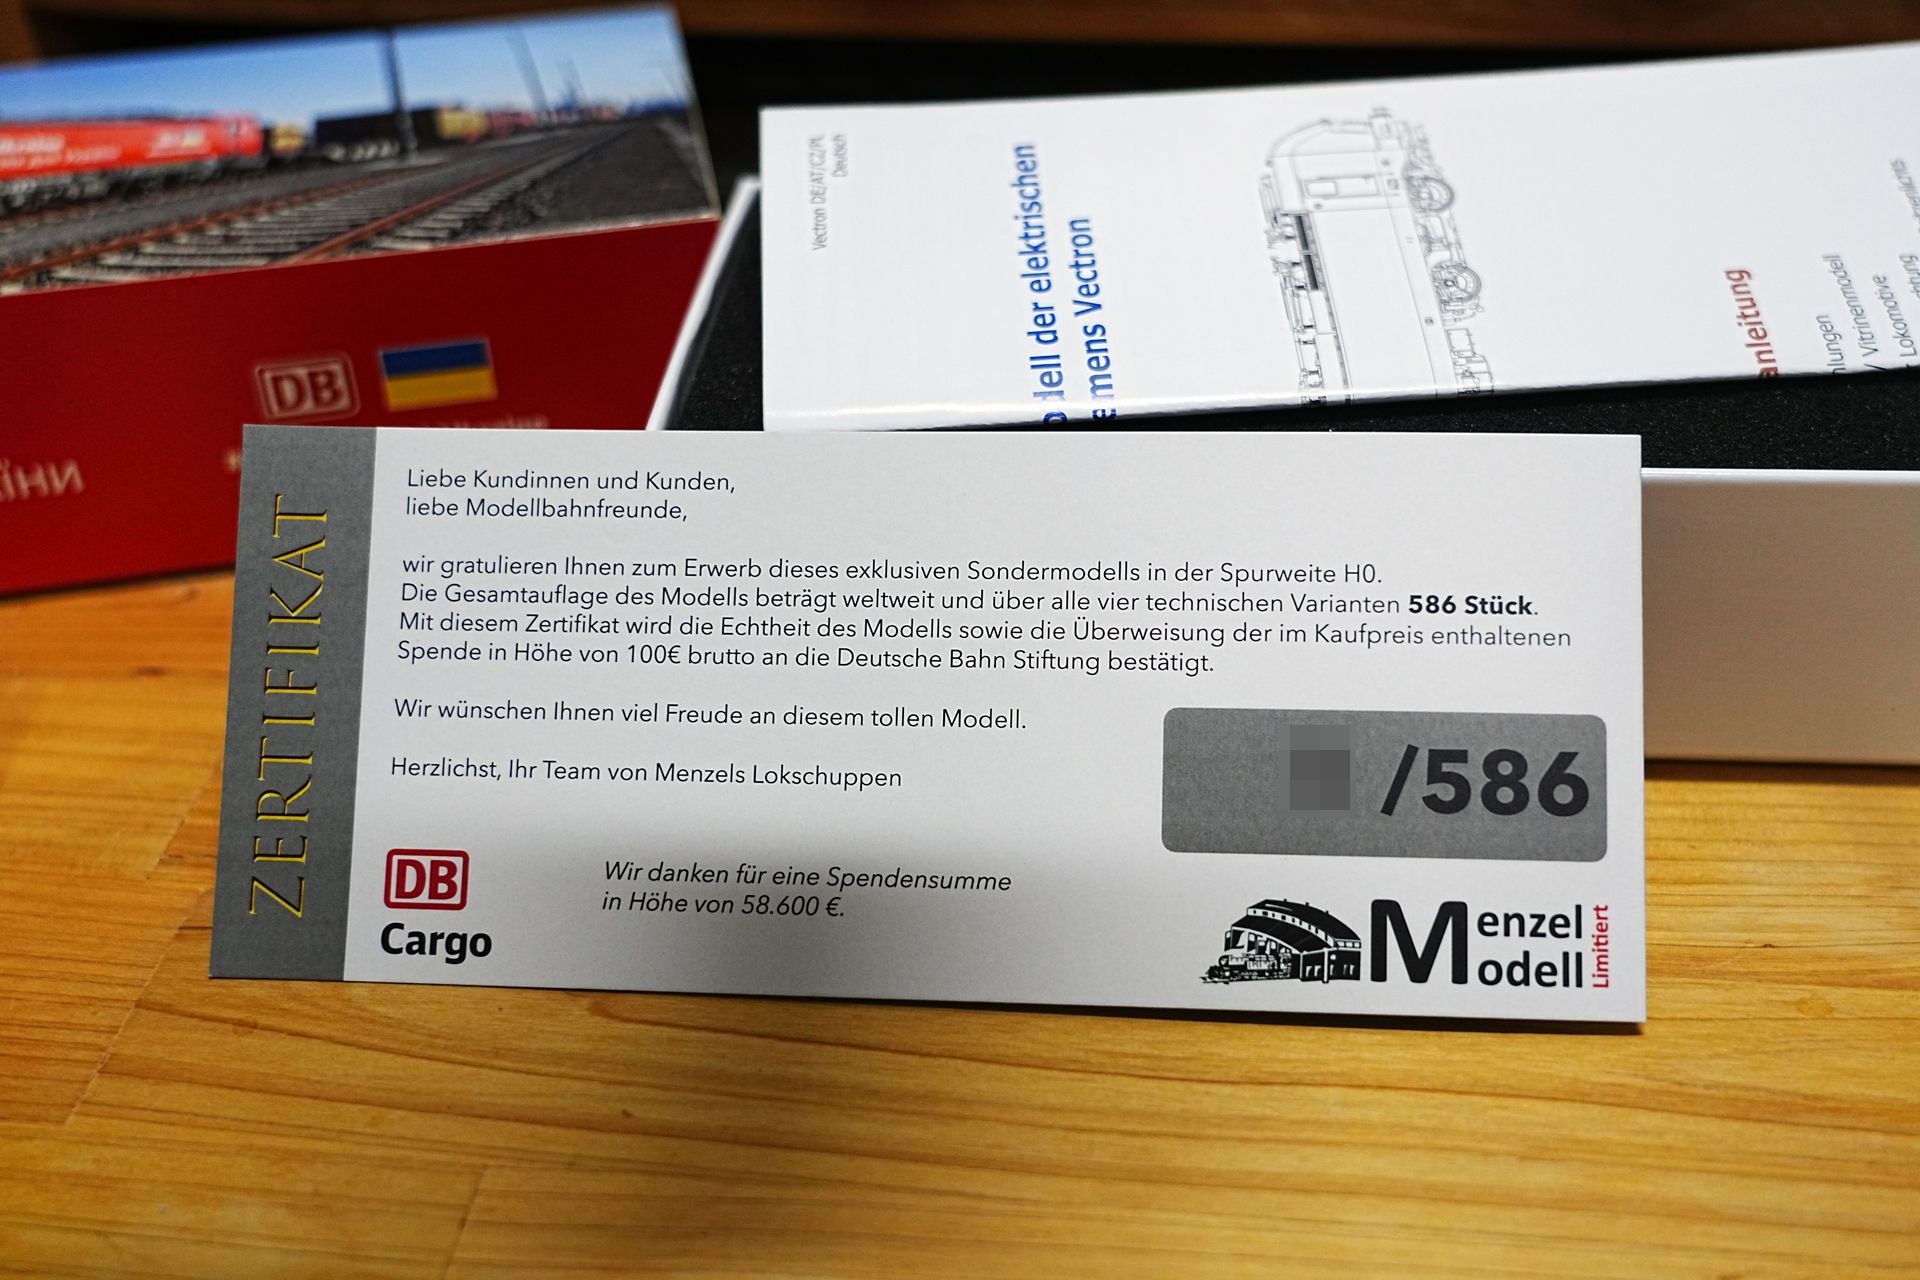 DB
ЇНИ
Vectron DE/AT/CZ/PL
Deutsch
dell der elektrischen
mens Vectron
anleitung
Vitrinenmodell
Lokomotive
ZERTIFIKAT
Liebe Kundinnen und Kunden,
liebe Modellbahnfreunde,
wir gratulieren Ihnen zum Erwerb dieses exklusiven Sondermodells in der Spurweite H0.
Die Gesamtauflage des Modells beträgt weltweit und über alle vier technischen Varianten 586 Stück.
Mit diesem Zertifikat wird die Echtheit des Modells sowie die Überweisung der im Kaufpreis enthaltenen
Spende in Höhe von 100€ brutto an die Deutsche Bahn Stiftung bestätigt.
Wir wünschen Ihnen viel Freude an diesem tollen Modell.
Herzlichst, Ihr Team von Menzels Lokschuppen
/586
DB
Cargo
Wir danken für eine Spendensumme
in Höhe von 58.600 €.
Menzel
Modell
Limitiert